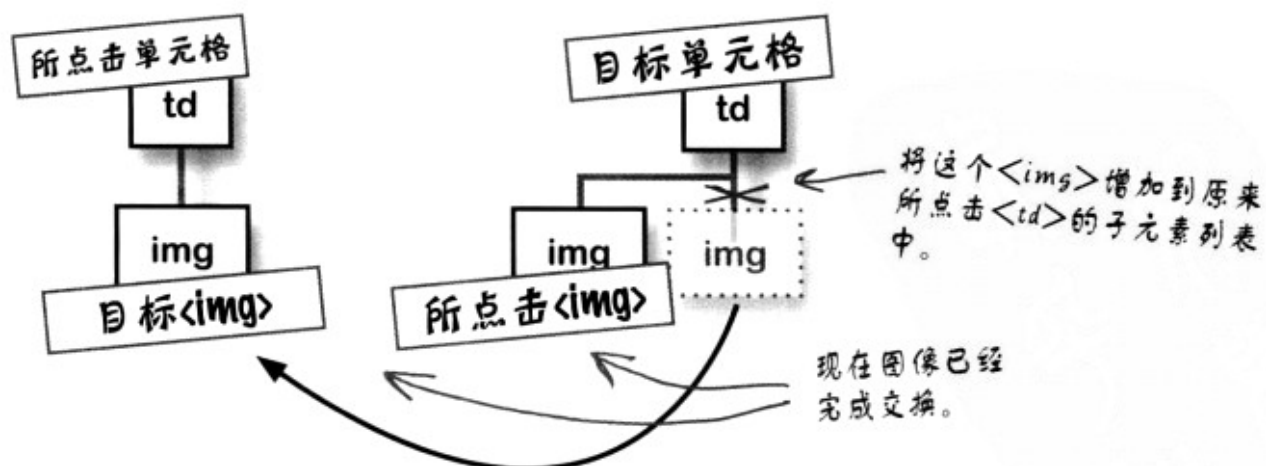 所点击单元格
目标单元格
td
td
将这个<img>增加到原来
所点击<td>的子元素列表
中。
img
img
img
目标<img>
所点击<img>
现在图像已经
完成交换。